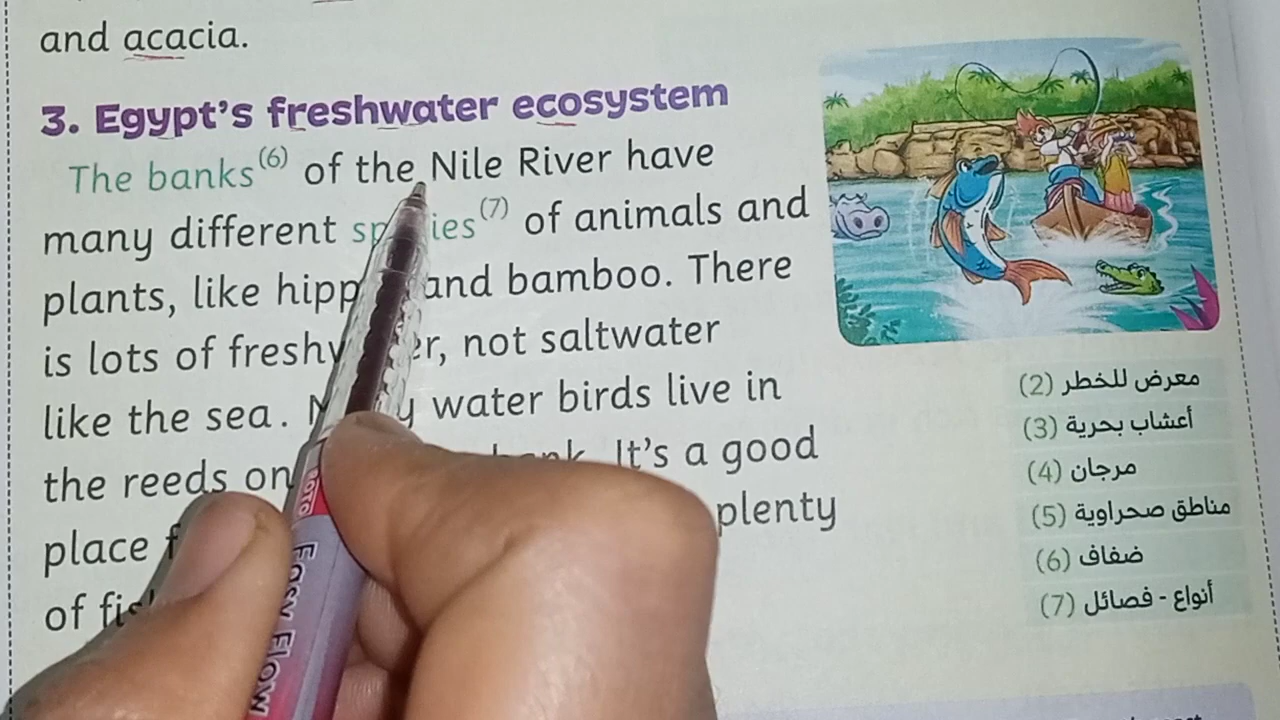 and acacia.
3. Egypt's freshwater ecosystem
The banks(6) of the Nile River have
many different of animals and
plants, like and bamboo. There
is lots of not saltwater
like the sea. water birds live in
the reeds on It's a good
place plenty
of
معرض للخطر (2)
أعشاب بحرية (3)
مرجان (4)
مناطق صحراوية (5)
ضفاف (6)
أنواع - فصائل (7)
Easy Flow